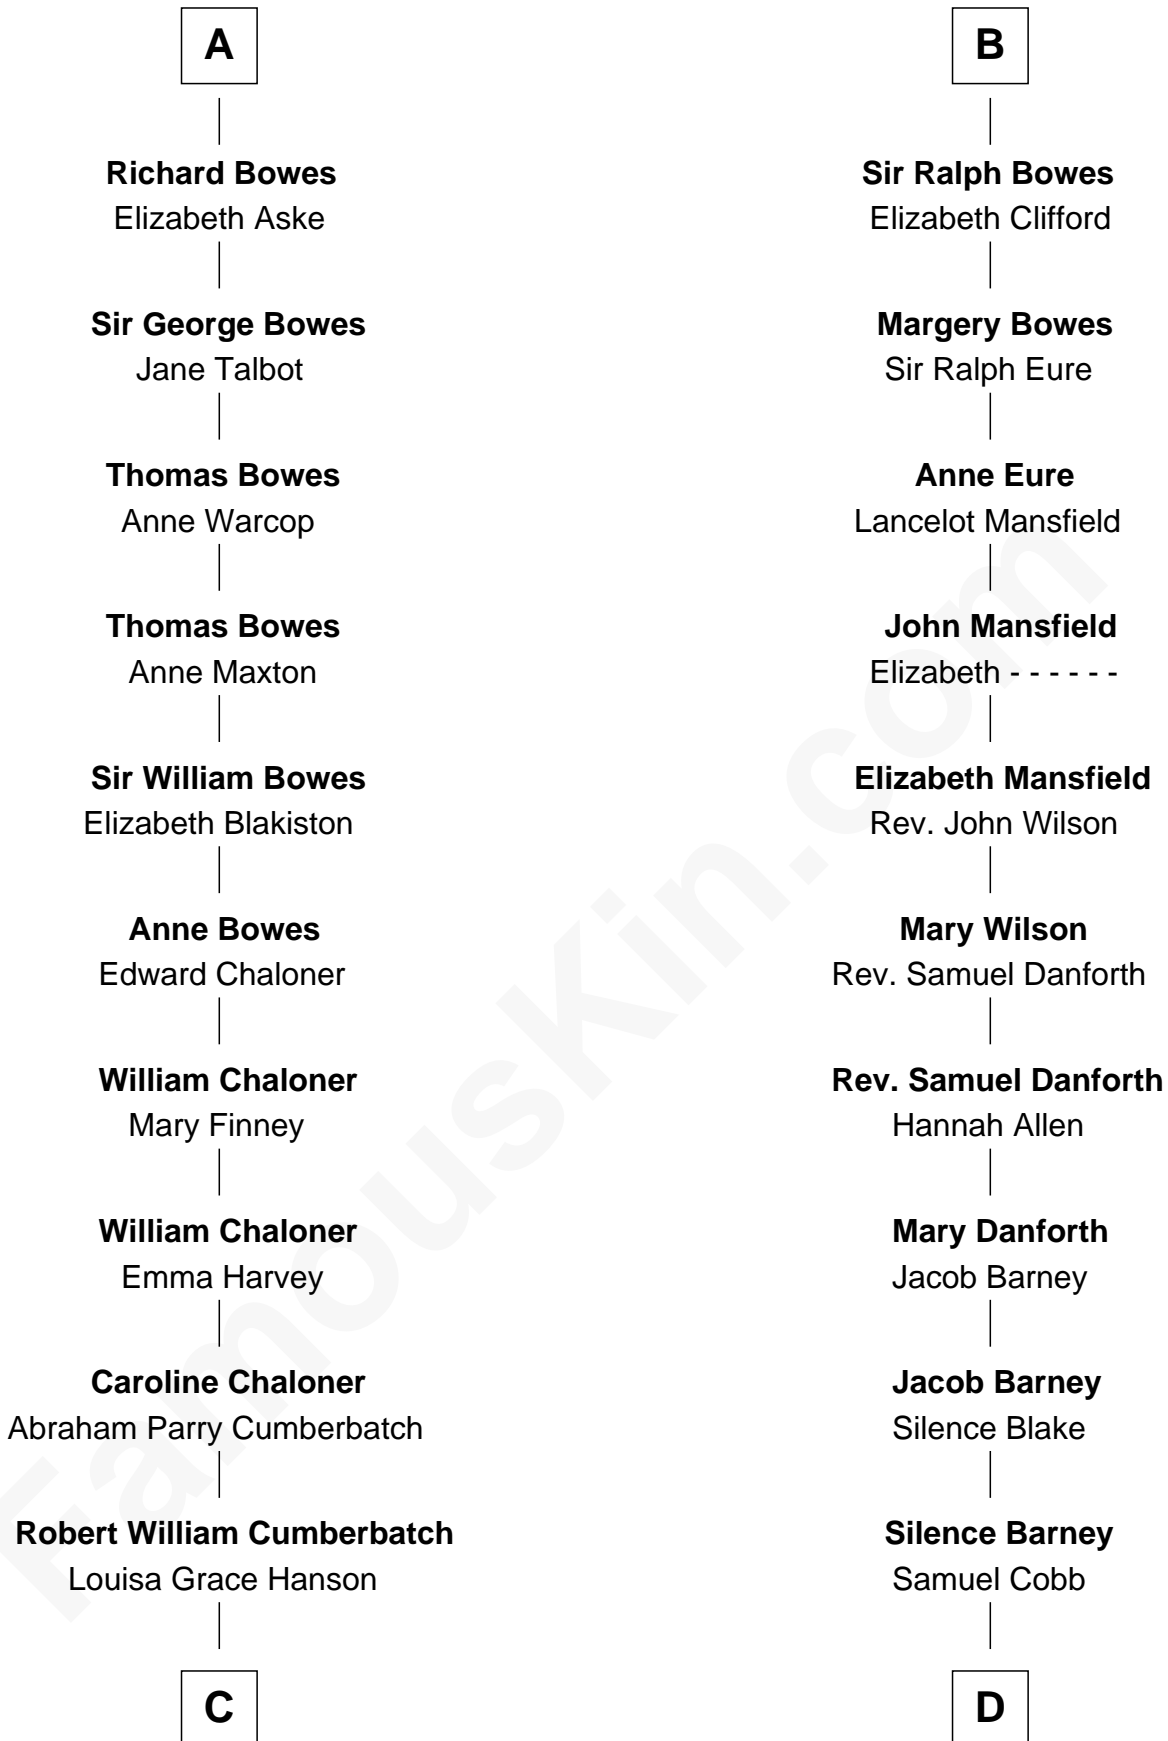 A
Richard Bowes
Elizabeth Aske
Sir George Bowes
Jane Talbot
Thomas Bowes
Anne Warcop
Thomas Bowes
Anne Maxton
Sir William Bowes
Elizabeth Blakiston
Anne Bowes
Edward Chaloner
William Chaloner
Mary Finney
William Chaloner
Emma Harvey
Caroline Chaloner
Abraham Parry Cumberbatch
Robert William Cumberbatch
Louisa Grace Hanson
C
B
Sir Ralph Bowes
Elizabeth Clifford
Margery Bowes
Sir Ralph Eure
Anne Eure
Lancelot Mansfield
John Mansfield
Elizabeth - - - - - -
Elizabeth Mansfield
Rev. John Wilson
Mary Wilson
Rev. Samuel Danforth
Rev. Samuel Danforth
Hannah Allen
Mary Danforth
Jacob Barney
Jacob Barney
Silence Blake
Silence Barney
Samuel Cobb
D
FamousKin.com